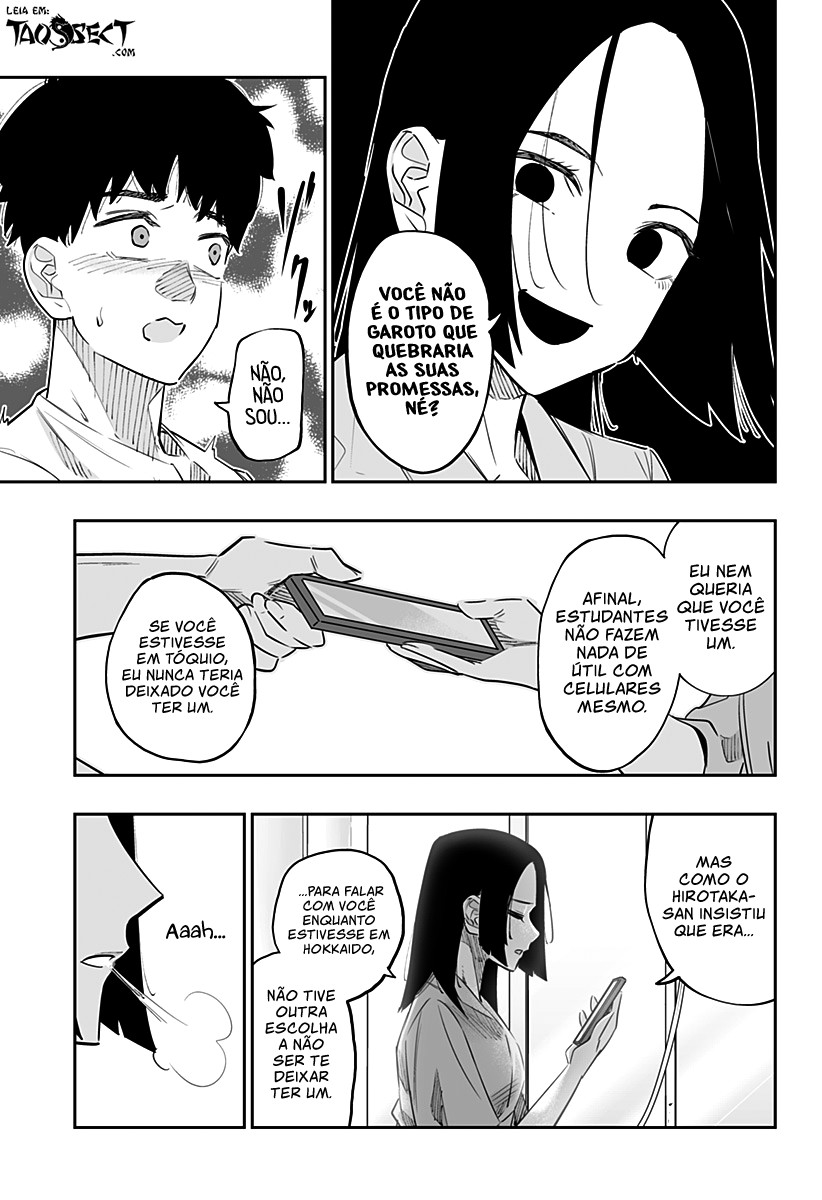 LEIA EM:
TAOSSECT
.COM
VOCÊ NÃO
É O TIPO DE
GAROTO QUE
QUEBRARIA
AS SUAS
PROMESSAS,
NÉ?
NÃO,
NÃO
SOU...
EU NEM
QUERIA
QUE VOCÊ
TIVESSE
UM.
AFINAL,
ESTUDANTES
NÃO FAZEM
NADA DE
ÚTIL COM
CELULARES
MESMO.
SE VOCÊ
ESTIVESSE
EM TÓQUIO,
EU NUNCA TERIA
DEIXADO VOCÊ
TER UM.
MAS
COMO O
HIROTAKA-
SAN INSISTIU
QUE ERA...
...PARA FALAR
COM VOCÊ
ENQUANTO
ESTIVESSE EM
HOKKAIDO,
NÃO TIVE
OUTRA
ESCOLHA
A NÃO
SER TE
DEIXAR
TER UM.
Aaah...